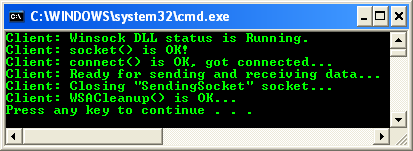 C:\WINDOWS\system32\cmd.exe
Client: Winsock DLL status is Running.
Client: socket() is OK!
Client: connect() is OK, got connected...
Client: Ready for sending and receiving data...
Client: Closing "SendingSocket" socket...
Client: WSACleanup() is OK...
Press any key to continue . . .